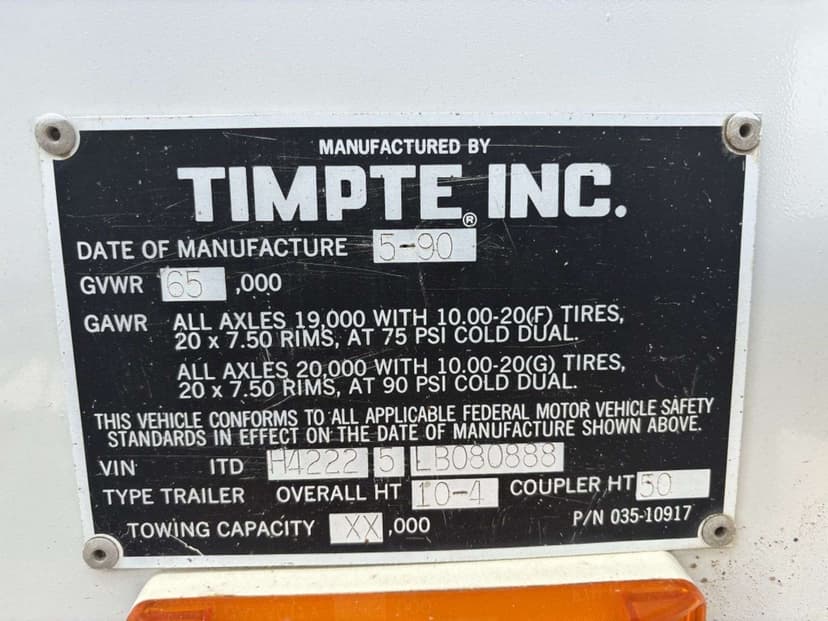 MANUFACTURED BY
TIMPTE® INC.
DATE OF MANUFACTURE 5-90
GVWR 65 ,000
GAWR ALL AXLES 19,000 WITH 10.00-20(F) TIRES,
20 x 7.50 RIMS, AT 75 PSI COLD DUAL.
ALL AXLES 20,000 WITH 10.00-20(G) TIRES,
20 x 7.50 RIMS, AT 90 PSI COLD DUAL.
THIS VEHICLE CONFORMS TO ALL APPLICABLE FEDERAL MOTOR VEHICLE SAFETY
STANDARDS IN EFFECT ON THE DATE OF MANUFACTURE SHOWN ABOVE.
VIN ITD H4222 5 LB080888
TYPE TRAILER OVERALL HT 10-4 COUPLER HT 50
TOWING CAPACITY XX ,000 P/N 035-10917